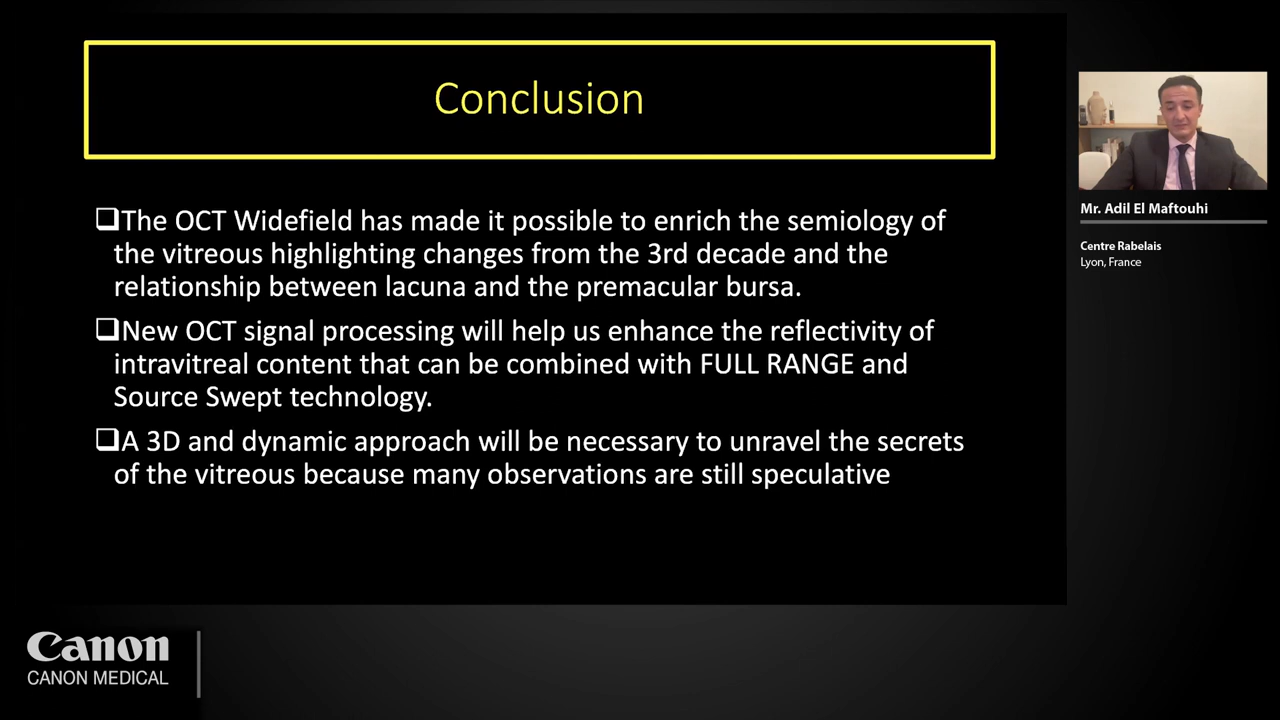 Conclusion
❑The OCT Widefield has made it possible to enrich the semiology of
the vitreous highlighting changes from the 3rd decade and the
relationship between lacuna and the premacular bursa.
❑New OCT signal processing will help us enhance the reflectivity of
intravitreal content that can be combined with FULL RANGE and
Source Swept technology.
❑A 3D and dynamic approach will be necessary to unravel the secrets
of the vitreous because many observations are still speculative
Mr. Adil El Maftouhi
Centre Rabelais
Lyon, France
Canon
CANON MEDICAL